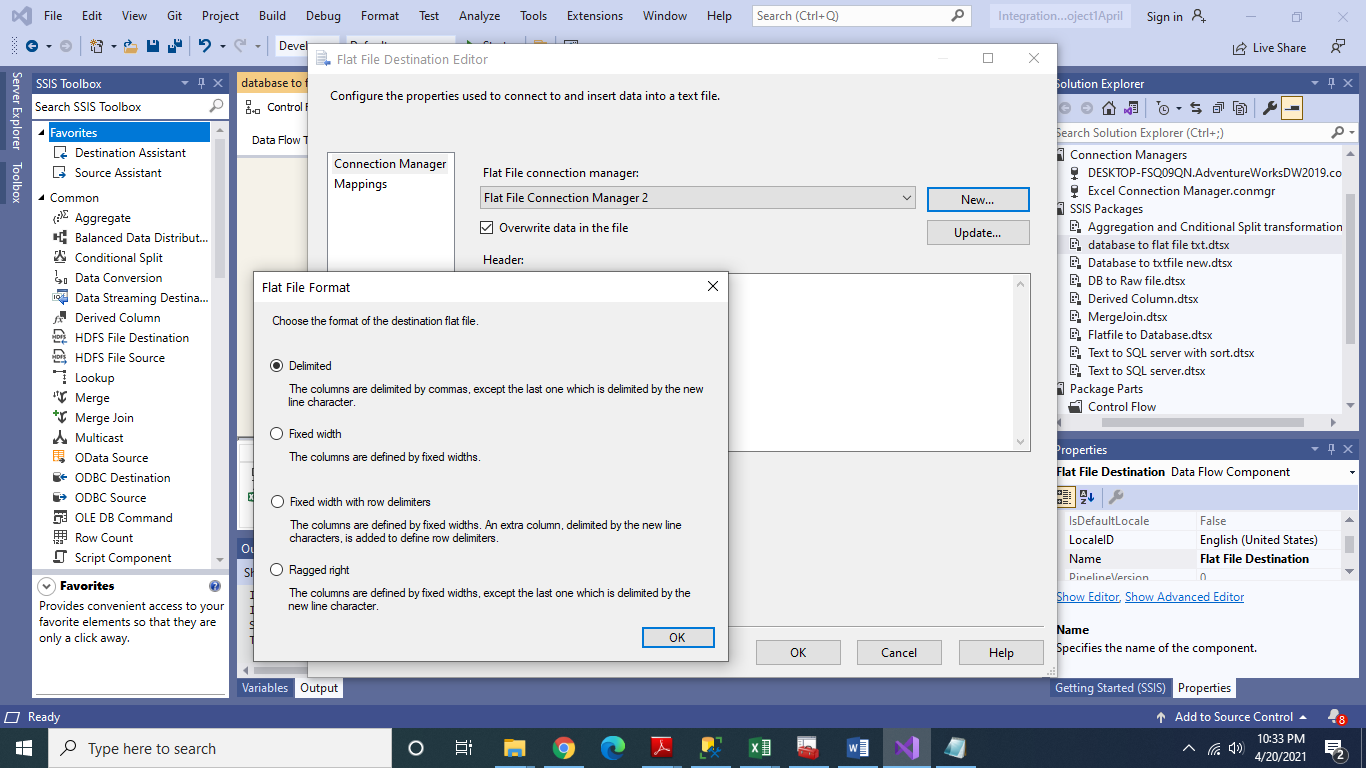 File Edit View Git Project Build Debug Format Test Analyze Tools Extensions Window Help Search (Ctrl+Q) Integration...oject1April Sign in
Live Share
SSIS Toolbox
Search SSIS Toolbox
Server Explorer
Toolbox
Favorites
Destination Assistant
Source Assistant
Common
Aggregate
Balanced Data Distribut...
Conditional Split
Data Conversion
Data Streaming Destina...
Derived Column
HDFS File Destination
HDFS File Source
Lookup
Merge
Merge Join
Multicast
OData Source
ODBC Destination
ODBC Source
OLE DB Command
Row Count
Script Component
Favorites
Provides convenient access to your
favorite elements so that they are
only a click away.
database to f
Control F
Data Flow T
Flat File Destination Editor
Configure the properties used to connect to and insert data into a text file.
Connection Manager
Mappings
Flat File connection manager:
Flat File Connection Manager 2
New...
Overwrite data in the file
Update...
Header:
Flat File Format
Choose the format of the destination flat file.
Delimited
The columns are delimited by commas, except the last one which is delimited by the new
line character.
Fixed width
The columns are defined by fixed widths.
Fixed width with row delimiters
The columns are defined by fixed widths. An extra column, delimited by the new line
characters, is added to define row delimiters.
Ragged right
The columns are defined by fixed widths, except the last one which is delimited by the
new line character.
OK
OK Cancel Help
Variables Output
Solution Explorer
Search Solution Explorer (Ctrl+;)
Connection Managers
DESKTOP-FSQ09QN.AdventureWorksDW2019.co
Excel Connection Manager.conmgr
SSIS Packages
Aggregation and Cnditional Split transformation
database to flat file txt.dtsx
Database to txtfile new.dtsx
DB to Raw file.dtsx
Derived Column.dtsx
MergeJoin.dtsx
Flatfile to Database.dtsx
Text to SQL server with sort.dtsx
Text to SQL server.dtsx
Package Parts
Control Flow
Properties
Flat File Destination Data Flow Component
IsDefaultLocale False
LocaleID English (United States)
Name Flat File Destination
PipelineVersion 0
Show Editor, Show Advanced Editor
Name
Specifies the name of the component.
Getting Started (SSIS) Properties
Ready
Add to Source Control
8
Type here to search
10:33 PM
4/20/2021
2